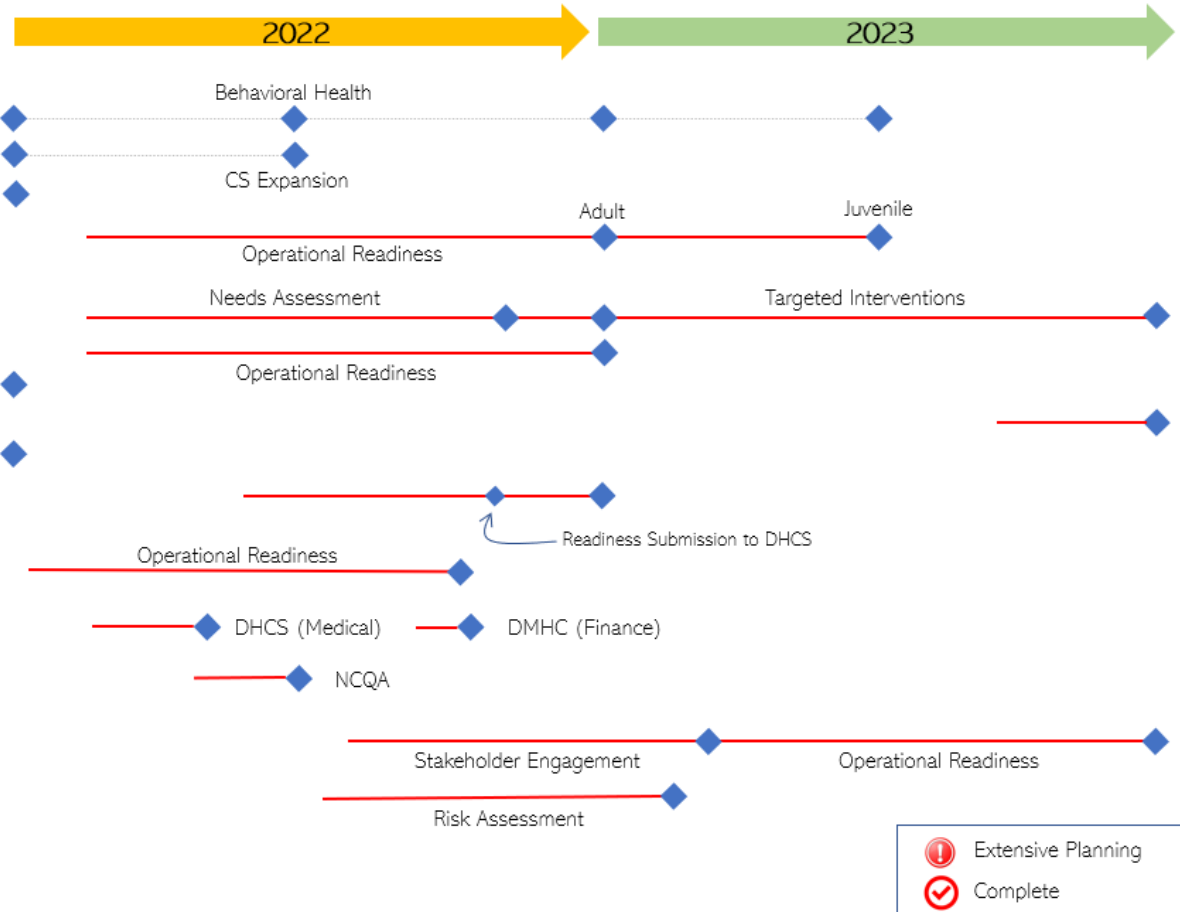 2022
2023
Behavioral Health
CS Expansion
Adult
Juvenile
Operational Readiness
Needs Assessment
Targeted Interventions
Operational Readiness
Readiness Submission to DHCS
Operational Readiness
DHCS (Medical)
DMHC (Finance)
NCQA
Stakeholder Engagement
Operational Readiness
Risk Assessment
Extensive Planning
Complete